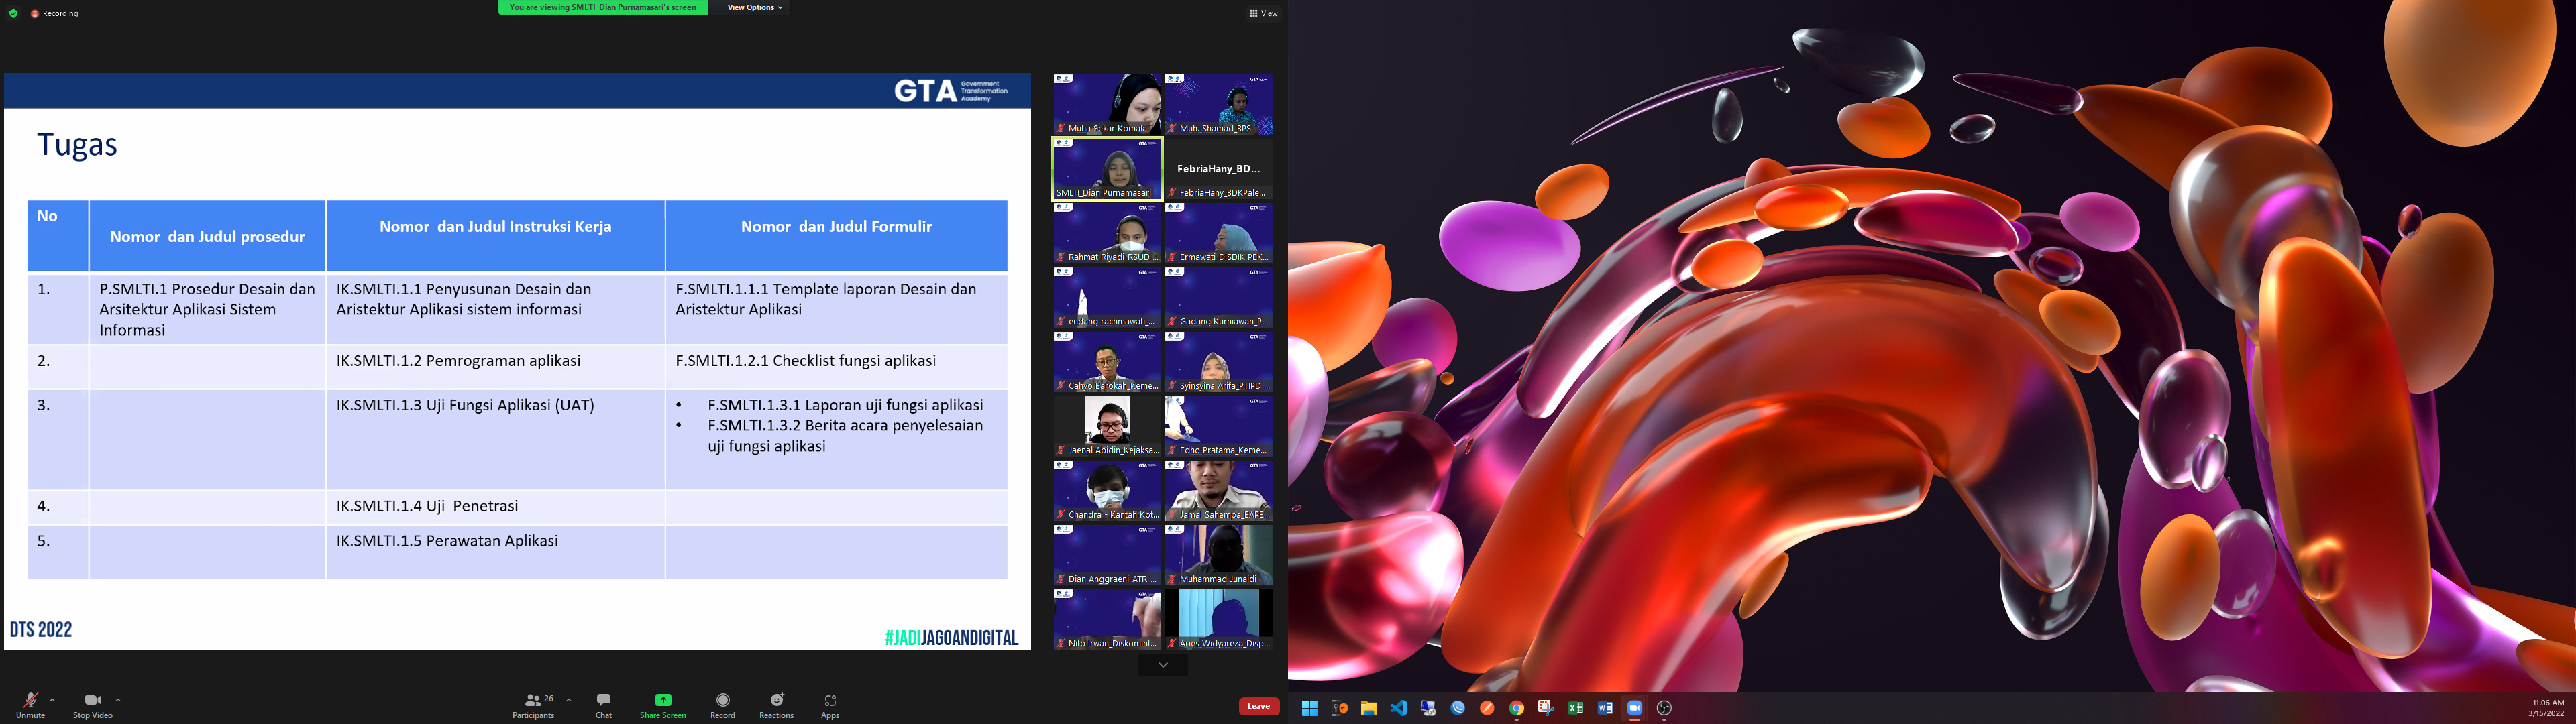 Recording
You are viewing SMLTI_Dian Purnamasari's screen
View Options
View
GTA Government
Transformation
Academy
Tugas
No
Nomor dan Judul prosedur
Nomor dan Judul Instruksi Kerja
Nomor dan Judul Formulir
1.
P.SMLTI.1 Prosedur Desain dan
Arsitektur Aplikasi Sistem
Informasi
IK.SMLTI.1.1 Penyusunan Desain dan
Aristektur Aplikasi sistem informasi
F.SMLTI.1.1.1 Template laporan Desain dan
Aristektur Aplikasi
2.
IK.SMLTI.1.2 Pemrograman aplikasi
F.SMLTI.1.2.1 Checklist fungsi aplikasi
3.
IK.SMLTI.1.3 Uji Fungsi Aplikasi (UAT)
• F.SMLTI.1.3.1 Laporan uji fungsi aplikasi
• F.SMLTI.1.3.2 Berita acara penyelesaian
uji fungsi aplikasi
4.
IK.SMLTI.1.4 Uji Penetrasi
5.
IK.SMLTI.1.5 Perawatan Aplikasi
DTS 2022
#JADIJAGOANDIGITAL
Mutia Sekar Komala
Muh. Shamad_BPS
SMLTI_Dian Purnamasari
FebriaHany_BD...
FebriaHany_BDKPale...
Rahmat Riyadi_RSUD ...
Ermawati_DISDIK PEK...
endang rachmawati_...
Gadang Kurniawan_P...
Cahyo Barokah_Keme...
Syinsyina Arifa_PTIPD ...
Jaenal Abidin_Kejaksa...
Edho Pratama_Keme...
Chandra - Kantah Kot...
Jamal Sahempa_BAPE...
Dian Anggraeni_ATR_...
Muhammad Junaidi
Nito Irwan_Diskominf...
Aries Widyareza_Disp...
Unmute
Stop Video
26
Participants
Chat
Share Screen
Record
Reactions
Apps
Leave
11:06 AM
3/15/2022